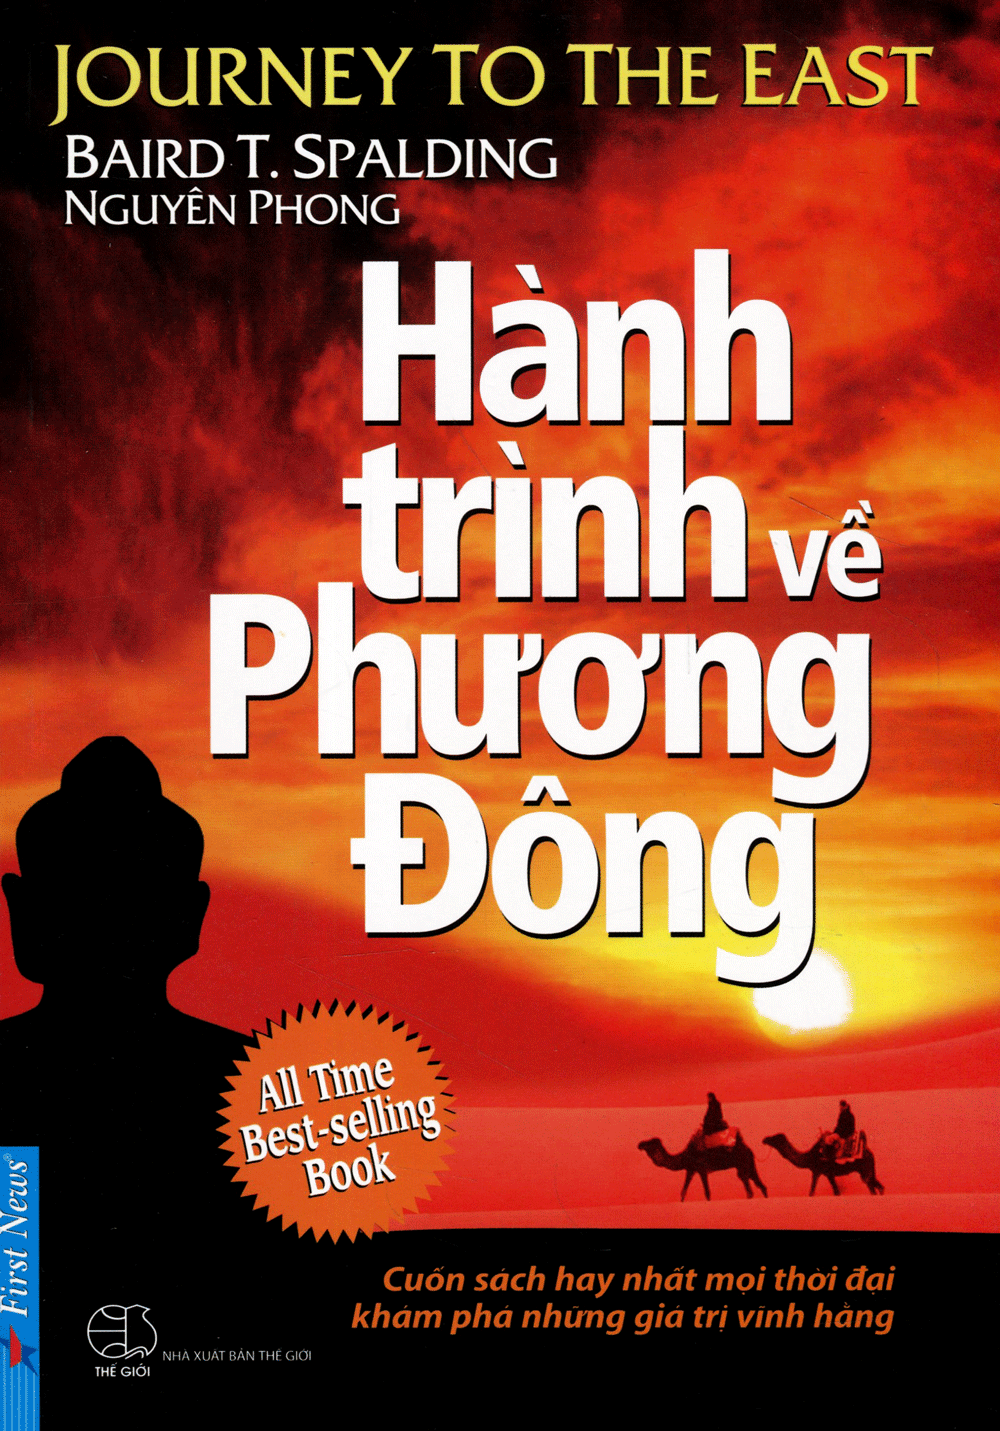 JOURNEY TO THE EAST
BAIRD T. SPALDING
NGUYÊN PHONG
Hành
trình về
Phương
Đông
All Time
Best-selling
Book
First News®
Cuốn sách hay nhất mọi thời đại
khám phá những giá trị vĩnh hằng
THẾ GIỚI
NHÀ XUẤT BẢN THẾ GIỚI